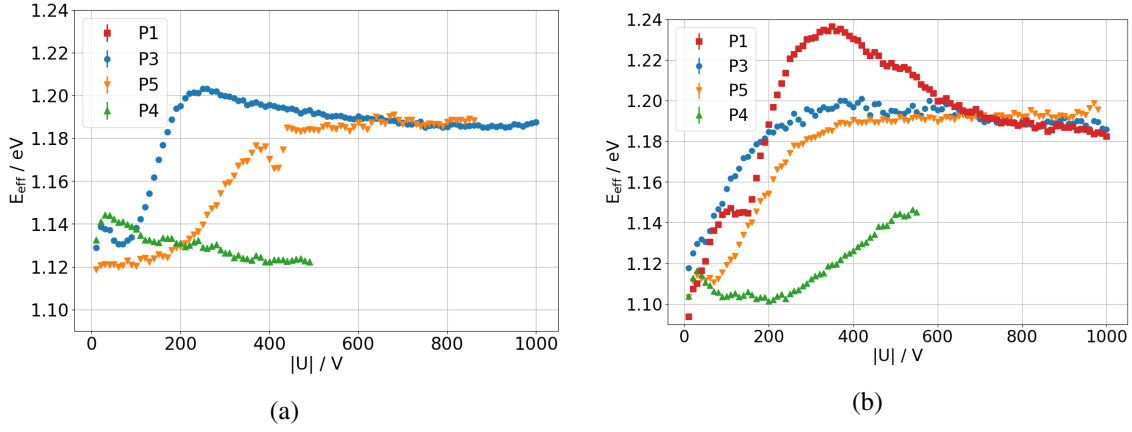 1.24
1.22
1.20
1.18
1.16
1.14
1.12
1.10
E_eff / eV
P1
P3
P5
P4
0 200 400 600 800 1000
|U| / V
(a)
1.24
1.22
1.20
1.18
1.16
1.14
1.12
1.10
E_eff / eV
P1
P3
P5
P4
0 200 400 600 800 1000
|U| / V
(b)